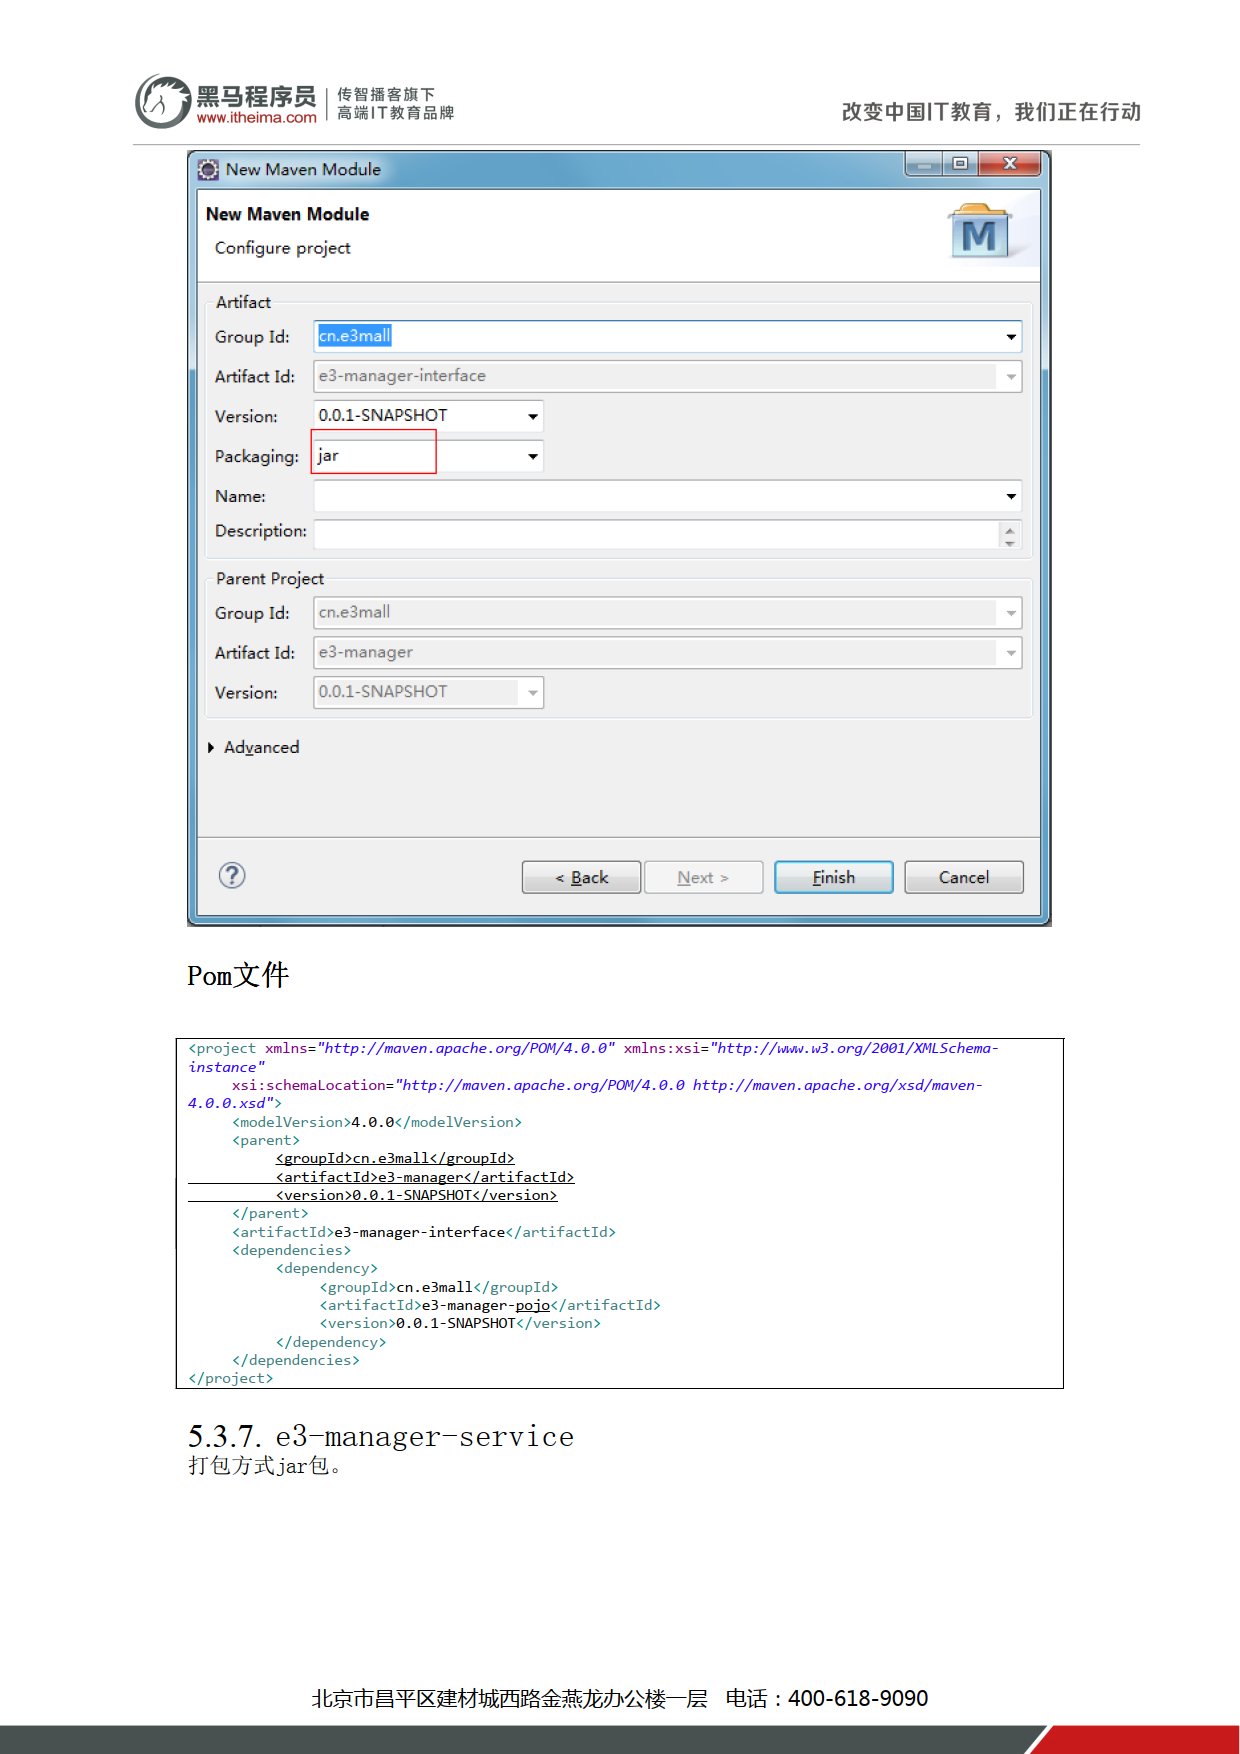 黑马程序员
www.itheima.com
传智播客旗下
高端IT教育品牌
改变中国IT教育，我们正在行动
New Maven Module
New Maven Module
Configure project
Artifact
Group Id: cn.e3mall
Artifact Id: e3-manager-interface
Version: 0.0.1-SNAPSHOT
Packaging: jar
Name:
Description:
Parent Project
Group Id: cn.e3mall
Artifact Id: e3-manager
Version: 0.0.1-SNAPSHOT
Advanced
< Back Next > Finish Cancel
Pom文件
<project xmlns="http://maven.apache.org/POM/4.0.0" xmlns:xsi="http://www.w3.org/2001/XMLSchema-
instance"
xsi:schemaLocation="http://maven.apache.org/POM/4.0.0 http://maven.apache.org/xsd/maven-
4.0.0.xsd">
<modelVersion>4.0.0</modelVersion>
<parent>
<groupId>cn.e3mall</groupId>
<artifactId>e3-manager</artifactId>
<version>0.0.1-SNAPSHOT</version>
</parent>
<artifactId>e3-manager-interface</artifactId>
<dependencies>
<dependency>
<groupId>cn.e3mall</groupId>
<artifactId>e3-manager-pojo</artifactId>
<version>0.0.1-SNAPSHOT</version>
</dependency>
</dependencies>
</project>
5.3.7. e3-manager-service
打包方式jar包。
北京市昌平区建材城西路金燕龙办公楼一层 电话：400-618-9090